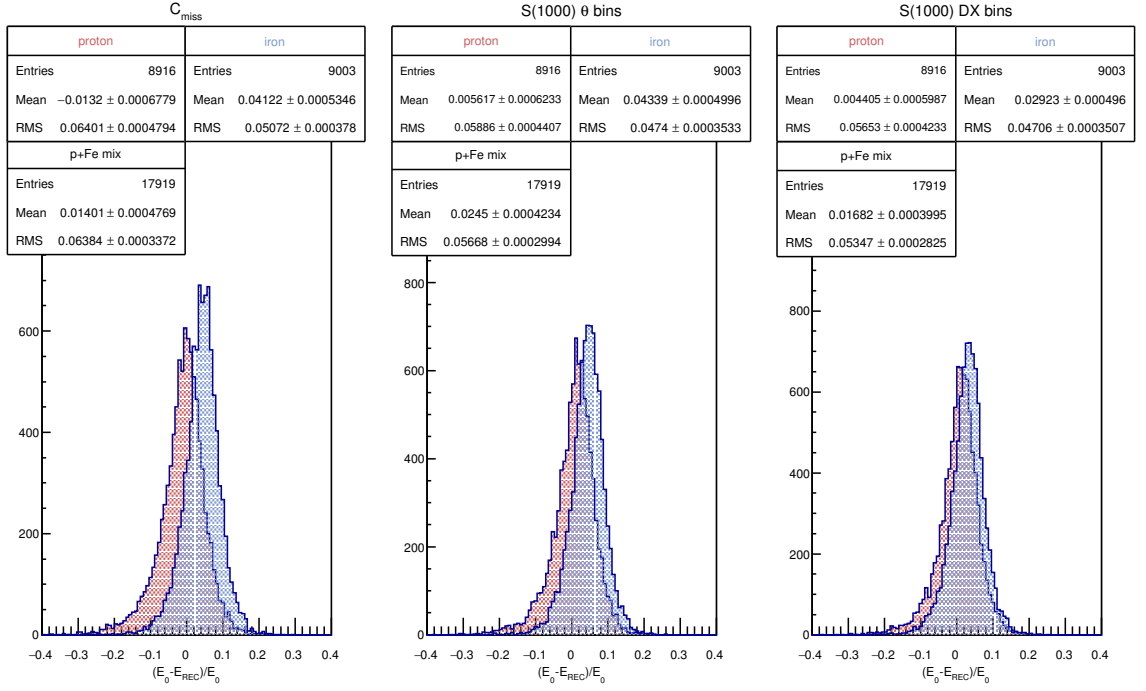 C_miss
proton iron
Entries 8916 Entries 9003
Mean −0.0132 ± 0.0006779 Mean 0.04122 ± 0.0005346
RMS 0.06401 ± 0.0004794 RMS 0.05072 ± 0.000378
p+Fe mix
Entries 17919
Mean 0.01401 ± 0.0004769
RMS 0.06384 ± 0.0003372
600
400
200
0
−0.4 −0.3 −0.2 −0.1 0 0.1 0.2 0.3 0.4
(E_0-E_REC)/E_0
S(1000) θ bins
proton iron
Entries 8916 Entries 9003
Mean 0.005617 ± 0.0006233 Mean 0.04339 ± 0.0004996
RMS 0.05886 ± 0.0004407 RMS 0.0474 ± 0.0003533
p+Fe mix
Entries 17919
Mean 0.0245 ± 0.0004234
RMS 0.05668 ± 0.0002994
800
600
400
200
0
−0.4 −0.3 −0.2 −0.1 0 0.1 0.2 0.3 0.4
(E_0-E_REC)/E_0
S(1000) DX bins
proton iron
Entries 8916 Entries 9003
Mean 0.004405 ± 0.0005987 Mean 0.02923 ± 0.000496
RMS 0.05653 ± 0.0004233 RMS 0.04706 ± 0.0003507
p+Fe mix
Entries 17919
Mean 0.01682 ± 0.0003995
RMS 0.05347 ± 0.0002825
800
600
400
200
0
−0.4 −0.3 −0.2 −0.1 0 0.1 0.2 0.3 0.4
(E_0-E_REC)/E_0